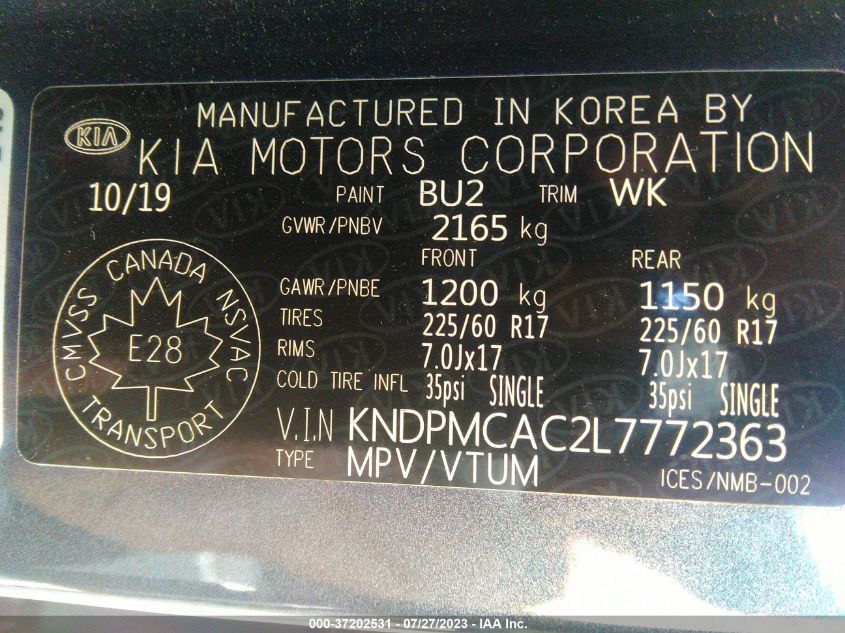 MANUFACTURED IN KOREA BY
KIA
KIA MOTORS CORPORATION
10/19 PAINT BU2 TRIM WK
GVWR/PNBV 2165 kg
FRONT REAR
GAWR/PNBE 1200 kg 1150 kg
TIRES 225/60 R17 225/60 R17
RIMS 7.0Jx17 7.0Jx17
COLD TIRE INFL 35psi SINGLE 35psi SINGLE
CANADA
CMVSS NSVAC
E28
TRANSPORT
V.I.N KNDPMCAC2L7772363
TYPE MPV/VTUM ICES/NMB-002
000-37202531 - 07/27/2023 - © IAA Inc.